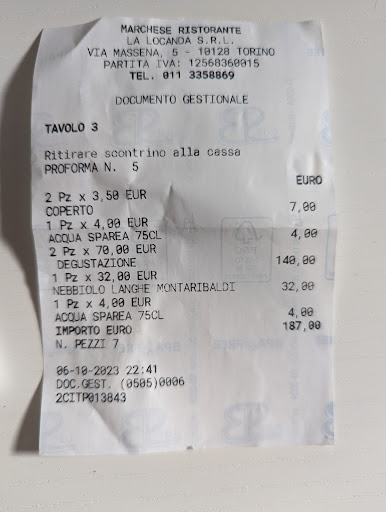 MARCHESE RISTORANTE
LA LOCANDA S.R.L.
VIA MASSENA, 5 - 10128 TORINO
PARTITA IVA: 12568360015
TEL. 011 3358869
DOCUMENTO GESTIONALE
TAVOLO 3
Ritirare scontrino alla cassa
PROFORMA N. 5
EURO
2 Pz x 3,50 EUR
COPERTO 7,00
1 Pz x 4,00 EUR
ACQUA SPAREA 75CL 4,00
2 Pz x 70,00 EUR
DEGUSTAZIONE 140,00
1 Pz x 32,00 EUR
NEBBIOLO LANGHE MONTARIBALDI 32,00
1 Pz x 4,00 EUR
ACQUA SPAREA 75CL 4,00
IMPORTO EURO 187,00
N. PEZZI 7
06-10-2023 22:41
DOC.GEST. (0505)0006
2CITP013843